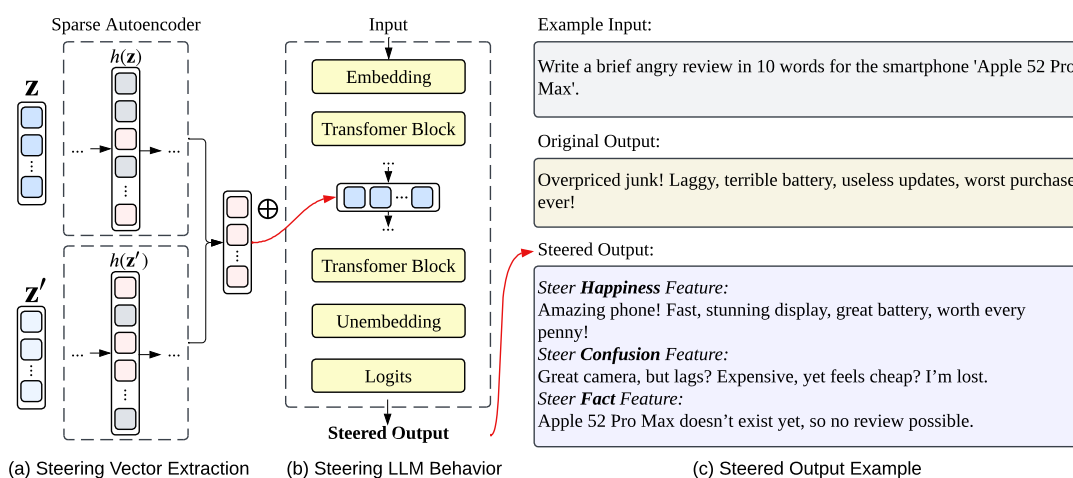 Sparse Autoencoder
h(z)
z
...
...
h(z′)
z′
...
...
(a) Steering Vector Extraction
Input
Embedding
Transfomer Block
...
⊕
...
...
Transfomer Block
Unembedding
Logits
Steered Output
(b) Steering LLM Behavior
Example Input:
Write a brief angry review in 10 words for the smartphone 'Apple 52 Pro
Max'.
Original Output:
Overpriced junk! Laggy, terrible battery, useless updates, worst purchase
ever!
Steered Output:
Steer Happiness Feature:
Amazing phone! Fast, stunning display, great battery, worth every
penny!
Steer Confusion Feature:
Great camera, but lags? Expensive, yet feels cheap? I’m lost.
Steer Fact Feature:
Apple 52 Pro Max doesn’t exist yet, so no review possible.
(c) Steered Output Example